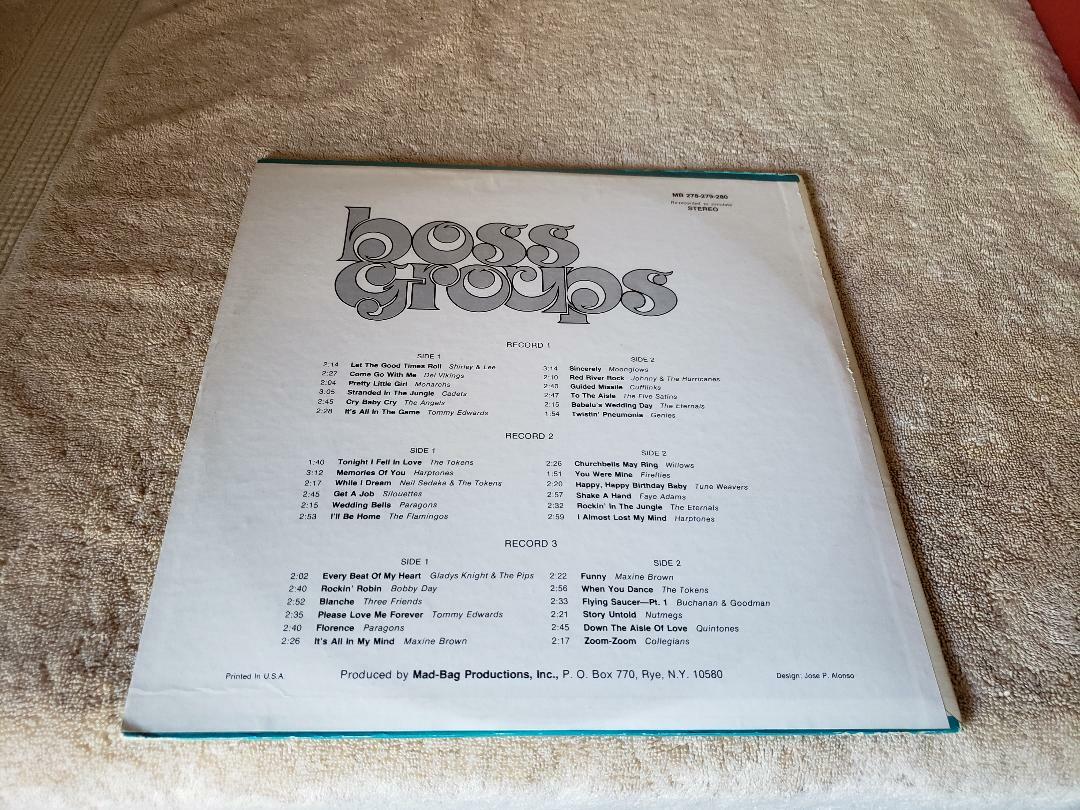 MB 278-279-280
Re-recorded to simulate
STEREO
boss
groups
RECORD 1
SIDE 1
2:14 Let The Good Times Roll Shirley & Lee
2:27 Come Go With Me Del Vikings
2:04 Pretty Little Girl Monarchs
3:05 Stranded In The Jungle Cadets
2:45 Cry Baby Cry The Angels
2:28 It's All In The Game Tommy Edwards
SIDE 2
3:14 Sincerely Moonglows
2:10 Red River Rock Johnny & The Hurricanes
2:40 Guided Missile Cufflinks
2:47 To The Aisle The Five Satins
2:15 Babalu's Wedding Day The Eternals
1:54 Twistin' Pneumonia Genies
RECORD 2
SIDE 1
1:40 Tonight I Fell In Love The Tokens
3:12 Memories Of You Harptones
2:17 While I Dream Neil Sedaka & The Tokens
2:45 Get A Job Silouettes
2:15 Wedding Bells Paragons
2:53 I'll Be Home The Flamingos
SIDE 2
2:26 Churchbells May Ring Willows
1:51 You Were Mine Fireflies
2:20 Happy, Happy Birthday Baby Tune Weavers
2:57 Shake A Hand Faye Adams
2:32 Rockin' In The Jungle The Eternals
2:59 I Almost Lost My Mind Harptones
RECORD 3
SIDE 1
2:02 Every Beat Of My Heart Gladys Knight & The Pips
2:40 Rockin' Robin Bobby Day
2:52 Blanche Three Friends
2:35 Please Love Me Forever Tommy Edwards
2:40 Florence Paragons
2:26 It's All In My Mind Maxine Brown
SIDE 2
2:22 Funny Maxine Brown
2:56 When You Dance The Tokens
2:33 Flying Saucer—Pt. 1 Buchanan & Goodman
2:21 Story Untold Nutmegs
2:45 Down The Aisle Of Love Quintones
2:17 Zoom-Zoom Collegians
Printed In U.S.A.
Produced by Mad-Bag Productions, Inc., P. O. Box 770, Rye, N.Y. 10580
Design: Jose P. Alonso